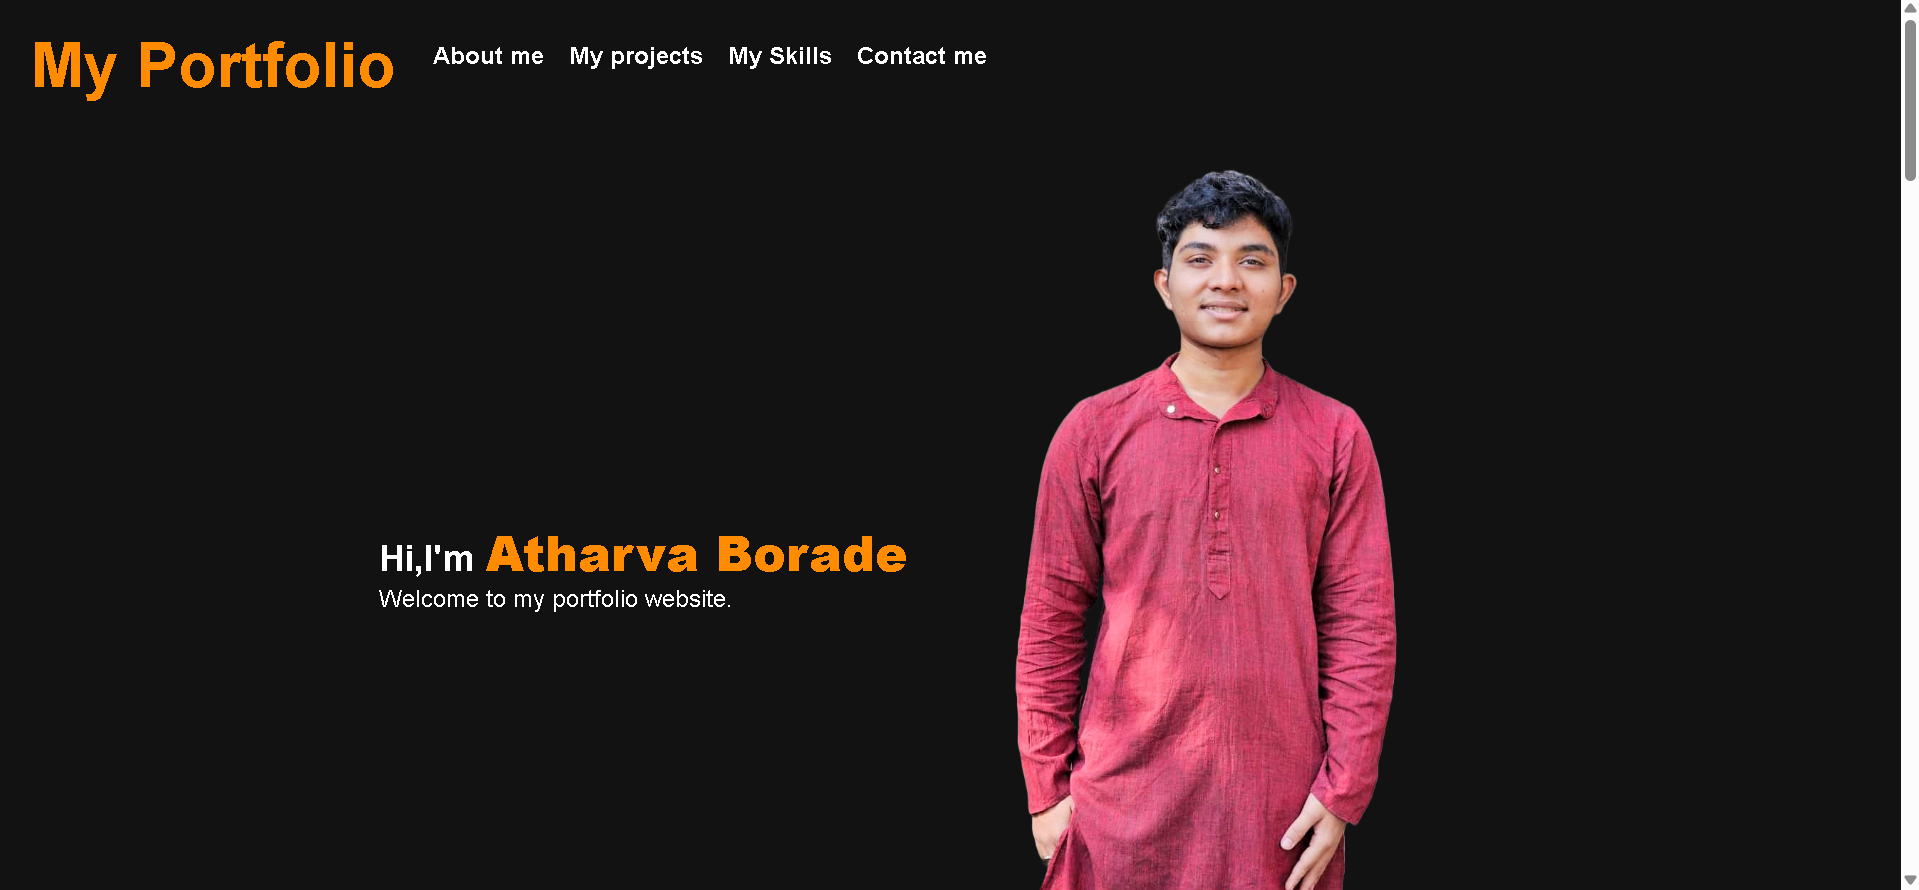 My Portfolio About me My projects My Skills Contact me
Hi,I'm Atharva Borade
Welcome to my portfolio website.